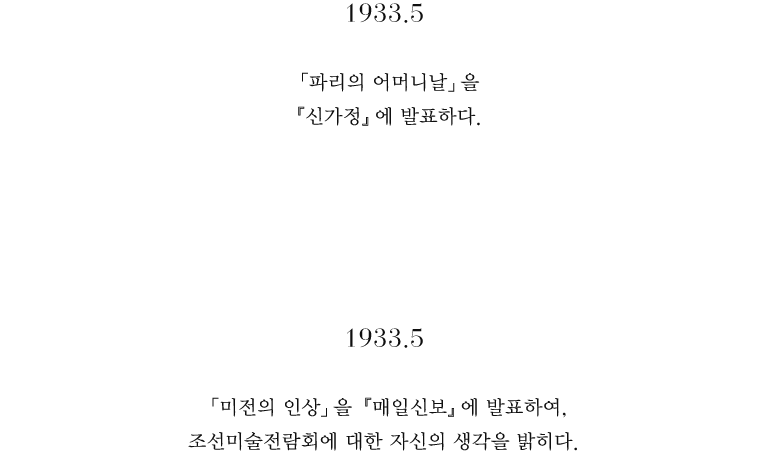 1933.5
「파리의 어머니날」을
『신가정』에 발표하다.
1933.5
「미전의 인상」을 『매일신보』에 발표하여,
조선미술전람회에 대한 자신의 생각을 밝히다.